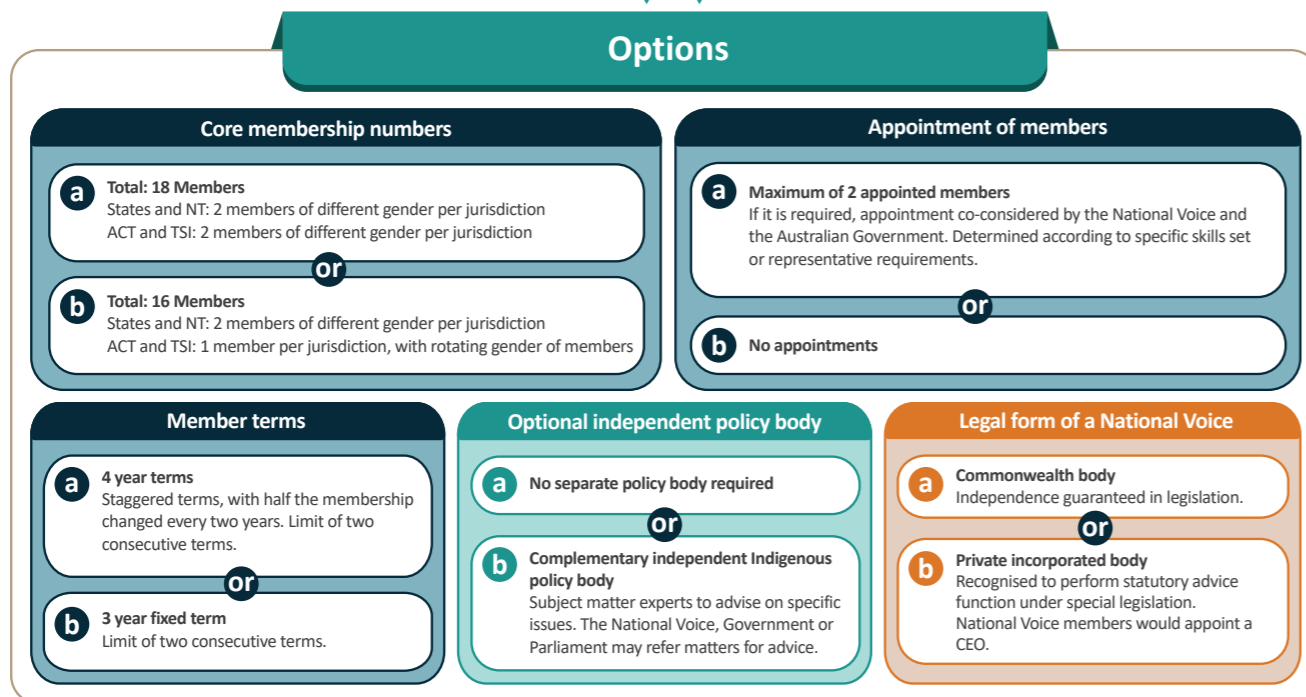 Options
Core membership numbers
a
Total: 18 Members
States and NT: 2 members of different gender per jurisdiction
ACT and TSI: 2 members of different gender per jurisdiction
or
b
Total: 16 Members
States and NT: 2 members of different gender per jurisdiction
ACT and TSI: 1 member per jurisdiction, with rotating gender of members
Appointment of members
a
Maximum of 2 appointed members
If it is required, appointment co-considered by the National Voice and
the Australian Government. Determined according to specific skills set
or representative requirements.
or
b
No appointments
Member terms
a
4 year terms
Staggered terms, with half the membership
changed every two years. Limit of two
consecutive terms.
or
b
3 year fixed term
Limit of two consecutive terms.
Optional independent policy body
a
No separate policy body required
or
b
Complementary independent Indigenous
policy body
Subject matter experts to advise on specific
issues. The National Voice, Government or
Parliament may refer matters for advice.
Legal form of a National Voice
a
Commonwealth body
Independence guaranteed in legislation.
or
b
Private incorporated body
Recognised to perform statutory advice
function under special legislation.
National Voice members would appoint a
CEO.